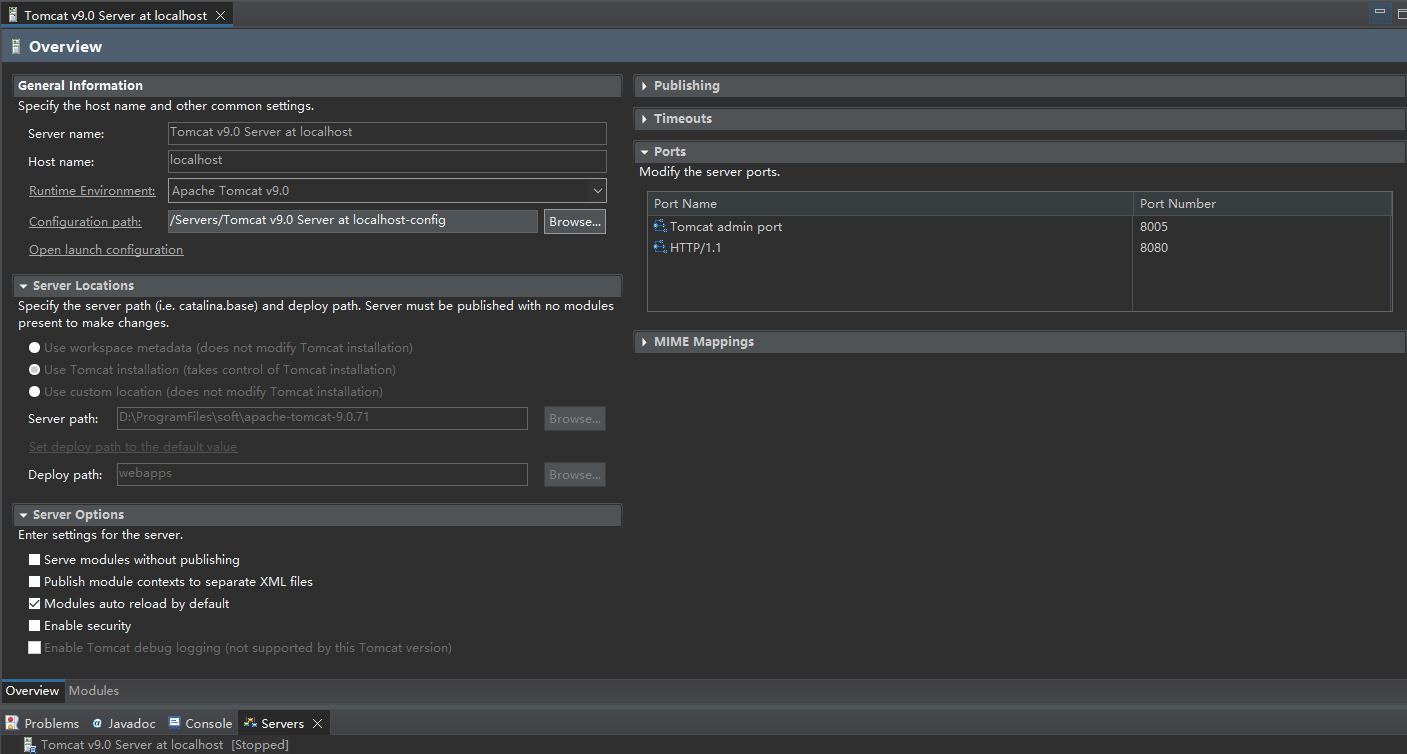 Tomcat v9.0 Server at localhost
Overview
General Information
Specify the host name and other common settings.
Server name: Tomcat v9.0 Server at localhost
Host name: localhost
Runtime Environment: Apache Tomcat v9.0
Configuration path: /Servers/Tomcat v9.0 Server at localhost-config Browse...
Open launch configuration
Server Locations
Specify the server path (i.e. catalina.base) and deploy path. Server must be published with no modules
present to make changes.
Use workspace metadata (does not modify Tomcat installation)
Use Tomcat installation (takes control of Tomcat installation)
Use custom location (does not modify Tomcat installation)
Server path: D:\ProgramFiles\soft\apache-tomcat-9.0.71 Browse...
Set deploy path to the default value
Deploy path: webapps Browse...
Server Options
Enter settings for the server.
Serve modules without publishing
Publish module contexts to separate XML files
Modules auto reload by default
Enable security
Enable Tomcat debug logging (not supported by this Tomcat version)
Publishing
Timeouts
Ports
Modify the server ports.
Port Name Port Number
Tomcat admin port 8005
HTTP/1.1 8080
MIME Mappings
Overview Modules
Problems Javadoc Console Servers
Tomcat v9.0 Server at localhost [Stopped]